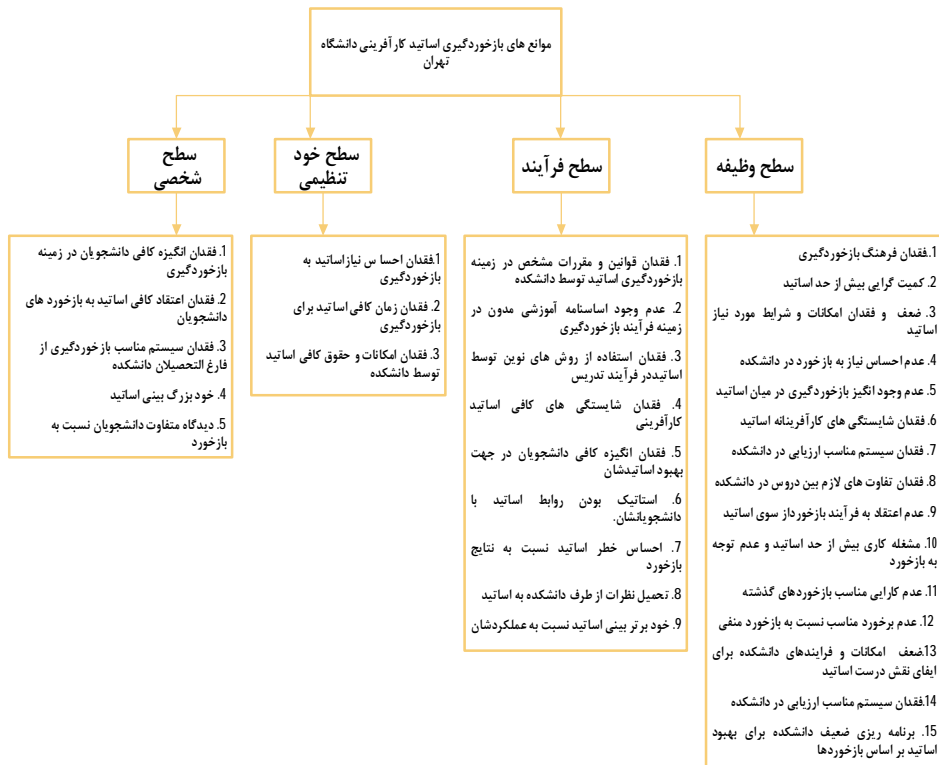 موانع های بازخوردگیری اساتید کارآفرینی دانشگاه
تهران
سطح وظیفه
سطح فرآیند
سطح خود
تنظیمی
سطح
شخصی
1.فقدان فرهنگ بازخوردگیری
2. کمیت گرایی بیش از حد اساتید
3. ضعف و فقدان امکانات و شرایط مورد نیاز
اساتید
4. عدم احساس نیاز به بازخورد در دانشکده
5. عدم وجود انگیز بازخوردگیری در میان اساتید
6. فقدان شایستگی های کارآفرینانه اساتید
7. فقدان سیستم مناسب ارزیابی در دانشکده
8. فقدان تفاوت های لازم بین دروس در دانشکده
9. عدم اعتقاد به فرآیند بازخورداز سوی اساتید
10. مشغله کاری بیش از حد اساتید و عدم توجه
به بازخورد
11. عدم کارایی مناسب بازخوردهای گذشته
12. عدم برخورد مناسب نسبت به بازخورد منفی
13.ضعف امکانات و فرایندهای دانشکده برای
ایفای نقش درست اساتید
14.فقدان سیستم مناسب ارزیابی در دانشکده
15. برنامه ریزی ضعیف دانشکده برای بهبود
اساتید بر اساس بازخوردها
1. فقدان قوانین و مقررات مشخص در زمینه
بازخوردگیری اساتید توسط دانشکده
2. عدم وجود اساسنامه آموزشی مدون در
زمینه فرآیند بازخوردگیری
3. فقدان استفاده از روش های نوین توسط
اساتیددر فرآیند تدریس
4. فقدان شایستگی های کافی اساتید
کارآفرینی
5. فقدان انگیزه کافی دانشجویان در جهت
بهبود اساتیدشان
6. استاتیک بودن روابط اساتید با
دانشجویانشان.
7. احساس خطر اساتید نسبت به نتایج
بازخورد
8. تحمیل نظرات از طرف دانشکده به اساتید
9. خود برتر بینی اساتید نسبت به عملکردشان
1.فقدان احسا س نیازاساتید به
بازخوردگیری
2. فقدان زمان کافی اساتید برای
بازخوردگیری
3. فقدان امکانات و حقوق کافی اساتید
توسط دانشکده
1. فقدان انگیزه کافی دانشجویان در زمینه
بازخوردگیری
2. فقدان اعتقاد کافی اساتید به بازخورد های
دانشجویان
3. فقدان سیستم مناسب بازخوردگیری از
فارغ التحصیلان دانشکده
4. خود بزرگ بینی اساتید
5. دیدگاه متفاوت دانشجویان نسبت به
بازخورد